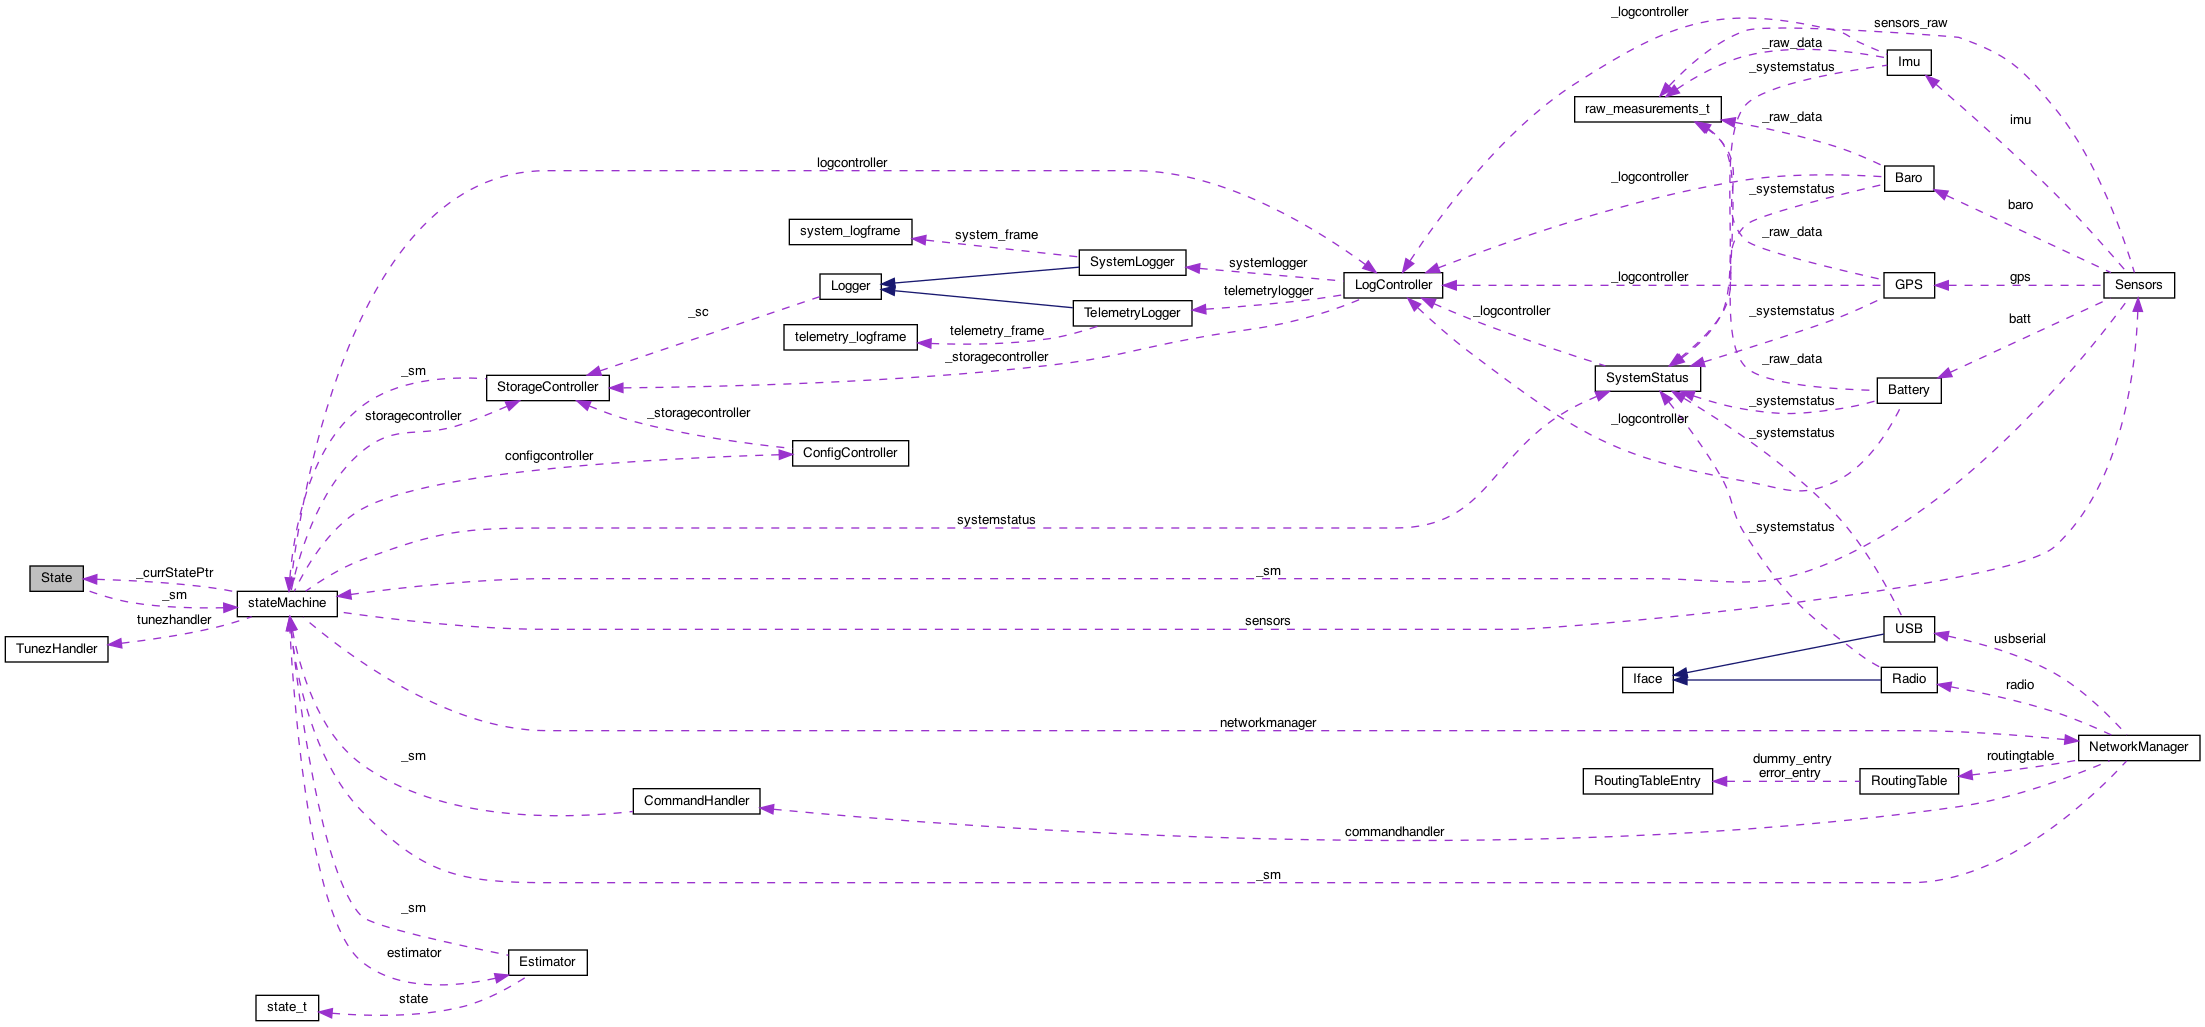 _logcontroller
sensors_raw
_raw_data
Imu
_systemstatus
raw_measurements_t
_raw_data
imu
logcontroller
_logcontroller
Baro
_systemstatus
baro
system_logframe
system_frame
_raw_data
SystemLogger
systemlogger
_logcontroller
gps
Logger
LogController
GPS
Sensors
telemetrylogger
_sc
TelemetryLogger
_logcontroller
_systemstatus
batt
telemetry_logframe
telemetry_frame
_storagecontroller
_raw_data
_sm
StorageController
SystemStatus
Battery
storagecontroller
_storagecontroller
_systemstatus
_logcontroller
_systemstatus
configcontroller
ConfigController
systemstatus
_systemstatus
State
_currStatePtr
_sm
_sm
stateMachine
tunezhandler
sensors
USB
TunezHandler
usbserial
Iface
Radio
radio
networkmanager
NetworkManager
_sm
dummy_entry
error_entry
routingtable
RoutingTableEntry
RoutingTable
CommandHandler
commandhandler
_sm
_sm
estimator
Estimator
state
state_t